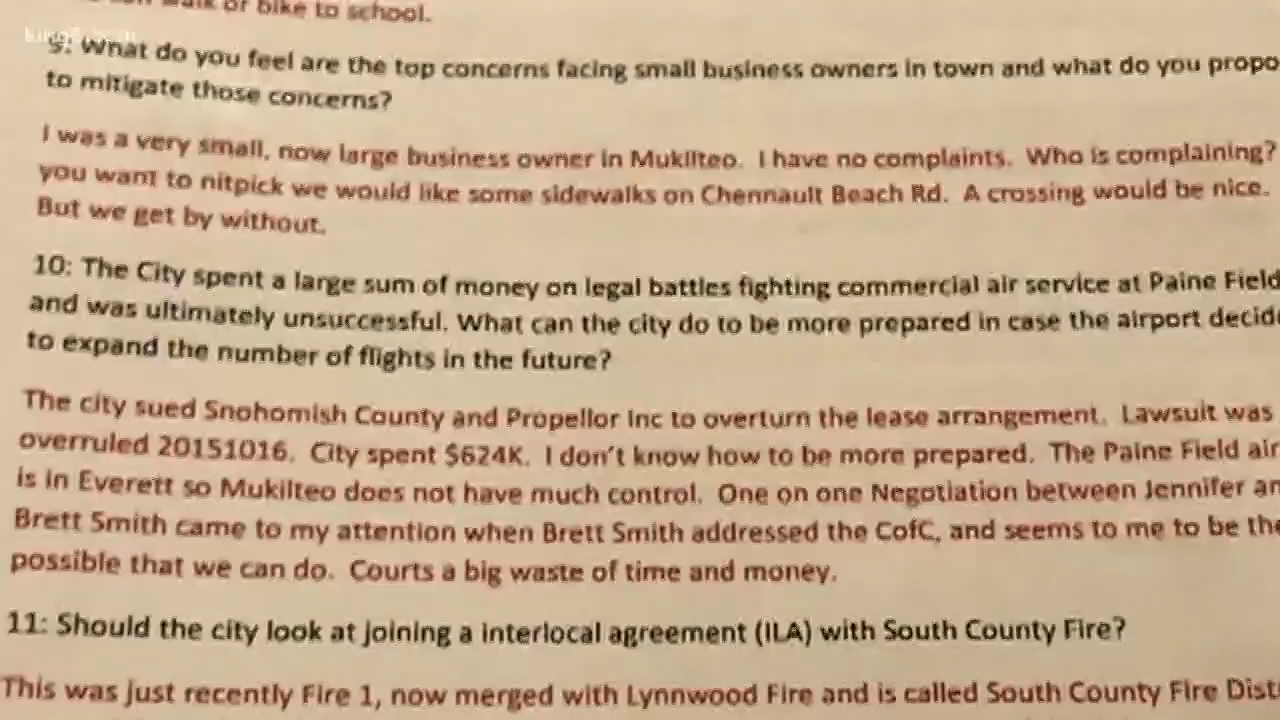 or bike to school.
9: What do you feel are the top concerns facing small business owners in town and what do you propo
to mitigate those concerns?
I was a very small, now large business owner in Mukilteo. I have no complaints. Who is complaining?
you want to nitpick we would like some sidewalks on Chennault Beach Rd. A crossing would be nice.
But we get by without.
10: The City spent a large sum of money on legal battles fighting commercial air service at Paine Field
and was ultimately unsuccessful. What can the city do to be more prepared in case the airport decid
to expand the number of flights in the future?
The city sued Snohomish County and Propellor Inc to overturn the lease arrangement. Lawsuit was
overruled 20151016. City spent $624K. I don't know how to be more prepared. The Paine Field air
is in Everett so Mukilteo does not have much control. One on one Negotiation between Jennifer an
Brett Smith came to my attention when Brett Smith addressed the CofC, and seems to me to be the
possible that we can do. Courts a big waste of time and money.
11: Should the city look at joining a interlocal agreement (ILA) with South County Fire?
This was just recently Fire 1, now merged with Lynnwood Fire and is called South County Fire Dist